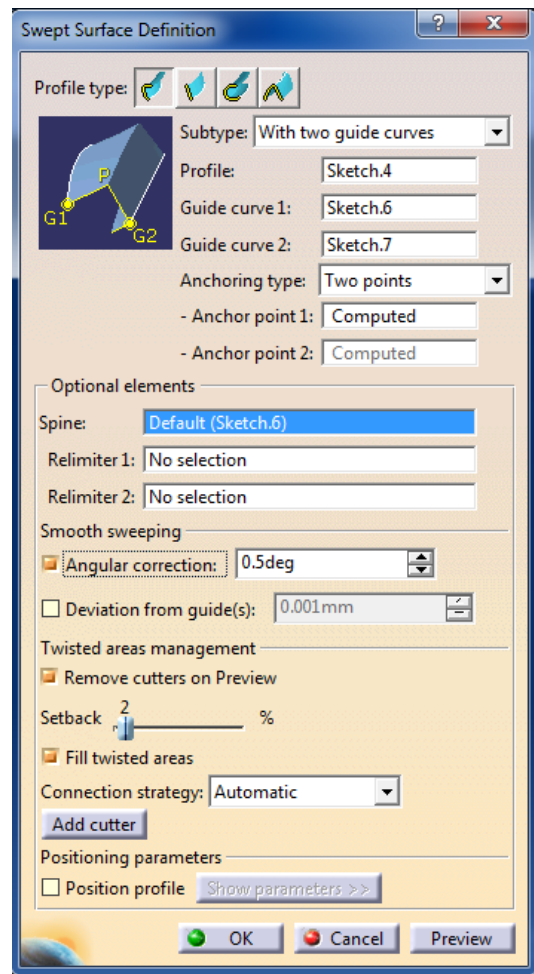 Swept Surface Definition
?
X
Profile type:
Subtype: With two guide curves
P
G1
G2
Profile: Sketch.4
Guide curve 1: Sketch.6
Guide curve 2: Sketch.7
Anchoring type: Two points
- Anchor point 1: Computed
- Anchor point 2: Computed
Optional elements
Spine: Default (Sketch.6)
Relimiter 1: No selection
Relimiter 2: No selection
Smooth sweeping
Angular correction: 0.5deg
Deviation from guide(s): 0.001mm
Twisted areas management
Remove cutters on Preview
Setback 2 %
Fill twisted areas
Connection strategy: Automatic
Add cutter
Positioning parameters
Position profile Show parameters >>
OK Cancel Preview